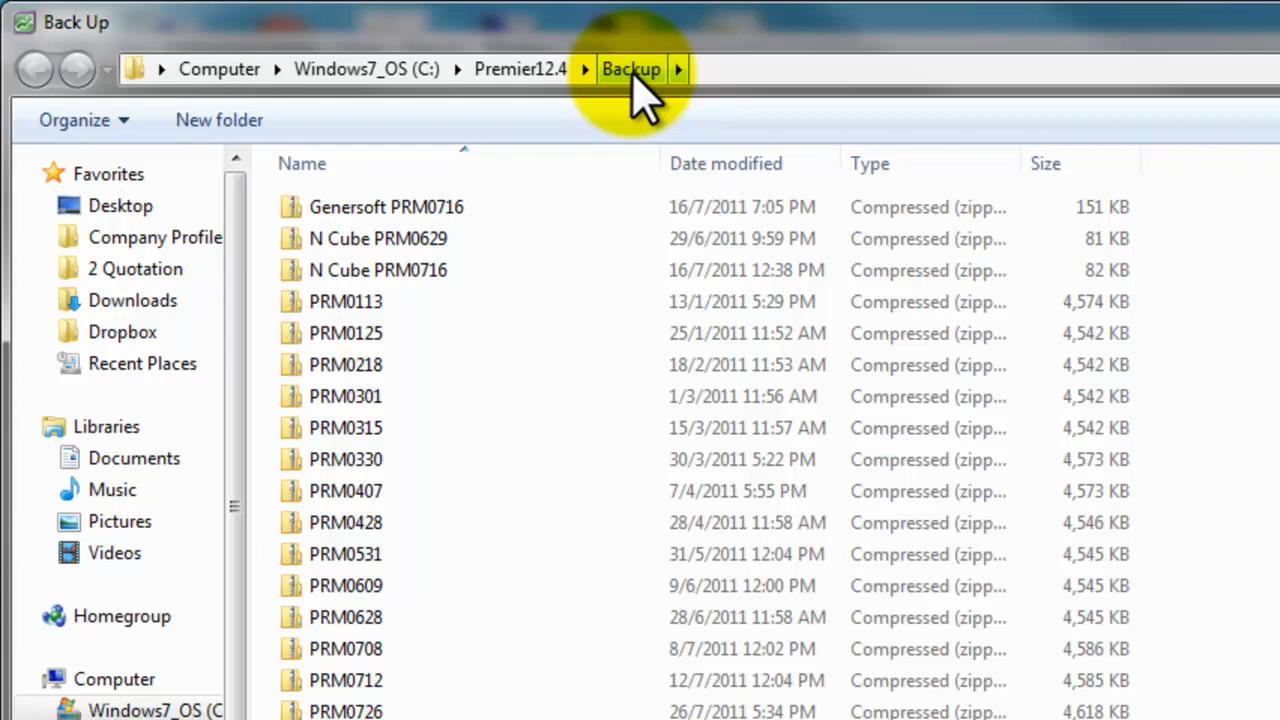 Back Up
Computer Windows7_OS (C:) Premier12.4 Backup
Organize New folder
Name Date modified Type Size
Favorites
Desktop
Company Profile
2 Quotation
Downloads
Dropbox
Recent Places
Libraries
Documents
Music
Pictures
Videos
Homegroup
Computer
Windows7_OS (C
Genersoft PRM0716 16/7/2011 7:05 PM Compressed (zipp... 151 KB
N Cube PRM0629 29/6/2011 9:59 PM Compressed (zipp... 81 KB
N Cube PRM0716 16/7/2011 12:38 PM Compressed (zipp... 82 KB
PRM0113 13/1/2011 5:29 PM Compressed (zipp... 4,574 KB
PRM0125 25/1/2011 11:52 AM Compressed (zipp... 4,542 KB
PRM0218 18/2/2011 11:53 AM Compressed (zipp... 4,542 KB
PRM0301 1/3/2011 11:56 AM Compressed (zipp... 4,542 KB
PRM0315 15/3/2011 11:57 AM Compressed (zipp... 4,542 KB
PRM0330 30/3/2011 5:22 PM Compressed (zipp... 4,573 KB
PRM0407 7/4/2011 5:55 PM Compressed (zipp... 4,573 KB
PRM0428 28/4/2011 11:58 AM Compressed (zipp... 4,546 KB
PRM0531 31/5/2011 12:04 PM Compressed (zipp... 4,545 KB
PRM0609 9/6/2011 12:00 PM Compressed (zipp... 4,545 KB
PRM0628 28/6/2011 11:58 AM Compressed (zipp... 4,545 KB
PRM0708 8/7/2011 12:02 PM Compressed (zipp... 4,586 KB
PRM0712 12/7/2011 12:04 PM Compressed (zipp... 4,585 KB
PRM0726 26/7/2011 5:34 PM Compressed (zipp... 4,618 KB